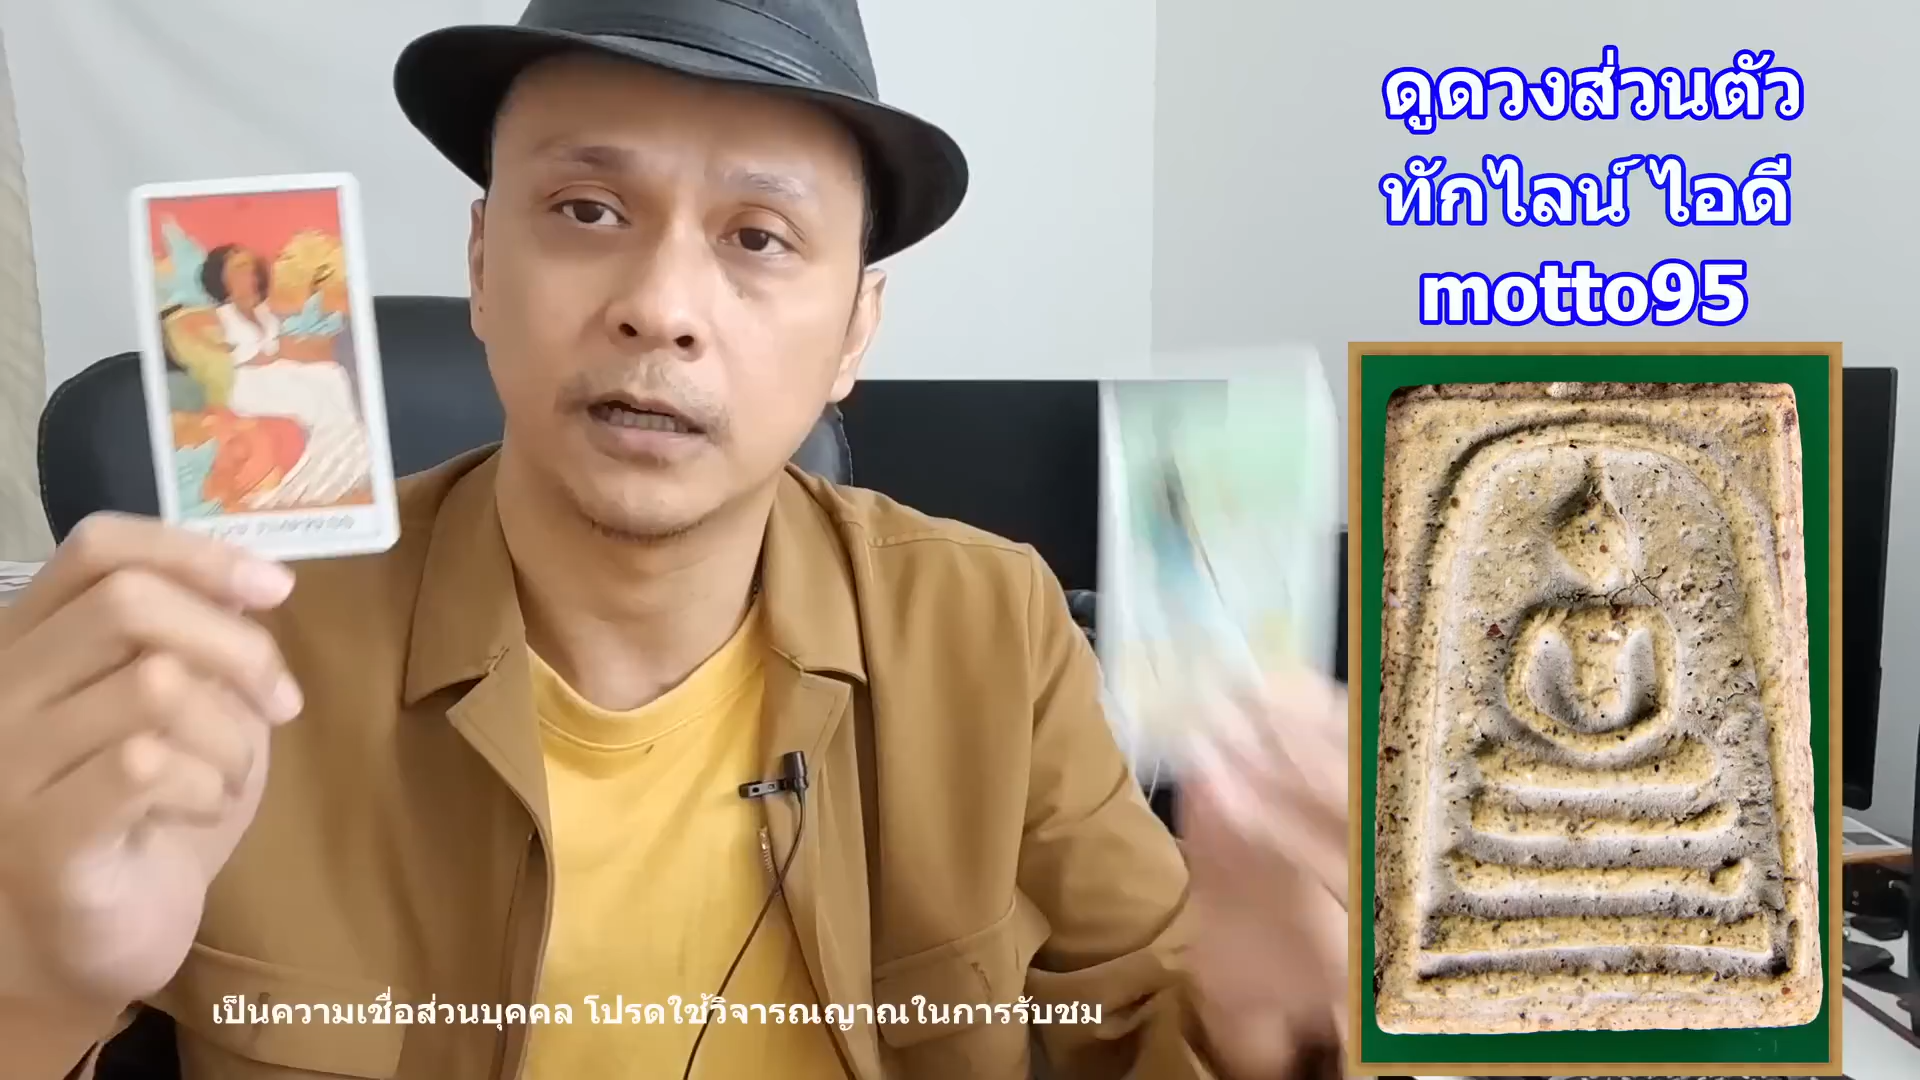 ดูดวงส่วนตัว
ทักไลน์ ไอดี
motto95
เป็นความเชื่อส่วนบุคคล โปรดใช้วิจารณญาณในการรับชม